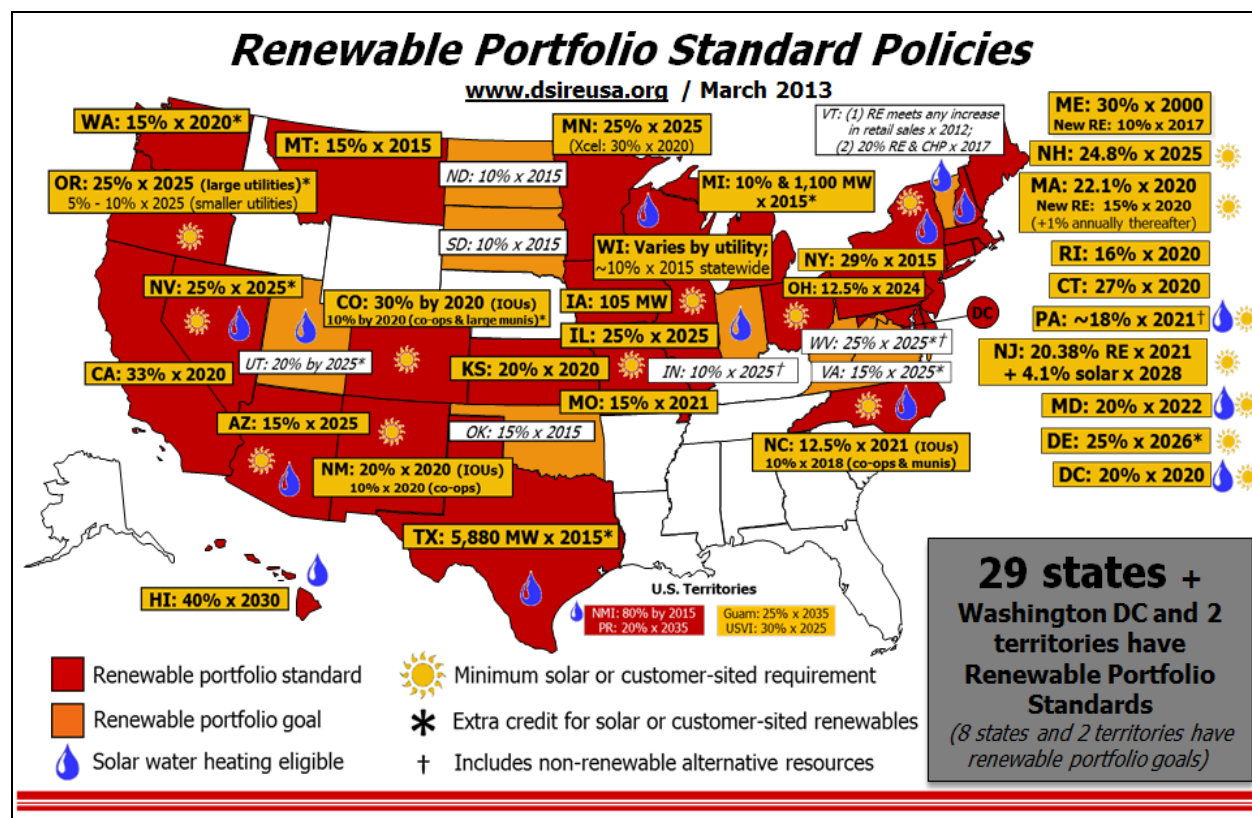 Renewable Portfolio Standard Policies
www.dsireusa.org / March 2013
WA: 15% x 2020*
MT: 15% x 2015
MN: 25% x 2025
(Xcel: 30% x 2020)
VT: (1) RE meets any increase
in retail sales x 2012;
(2) 20% RE & CHP x 2017
ME: 30% x 2000
New RE: 10% x 2017
NH: 24.8% x 2025
OR: 25% x 2025 (large utilities)*
5% - 10% x 2025 (smaller utilities)
ND: 10% x 2015
MI: 10% & 1,100 MW
x 2015*
MA: 22.1% x 2020
New RE: 15% x 2020
(+1% annually thereafter)
SD: 10% x 2015
WI: Varies by utility;
~10% x 2015 statewide
NY: 29% x 2015
RI: 16% x 2020
NV: 25% x 2025*
CO: 30% by 2020 (IOUs)
10% by 2020 (co-ops & large munis)*
IA: 105 MW
OH: 12.5% x 2024
CT: 27% x 2020
DC
PA: ~18% x 2021†
IL: 25% x 2025
WV: 25% x 2025*†
UT: 20% by 2025*
KS: 20% x 2020
IN: 10% x 2025†
VA: 15% x 2025*
NJ: 20.38% RE x 2021
+ 4.1% solar x 2028
CA: 33% x 2020
MO: 15% x 2021
MD: 20% x 2022
AZ: 15% x 2025
OK: 15% x 2015
NC: 12.5% x 2021 (IOUs)
10% x 2018 (co-ops & munis)
DE: 25% x 2026*
NM: 20% x 2020 (IOUs)
10% x 2020 (co-ops)
DC: 20% x 2020
TX: 5,880 MW x 2015*
HI: 40% x 2030
U.S. Territories
NMI: 80% by 2015
PR: 20% x 2035
Guam: 25% x 2035
USVI: 30% x 2025
29 states +
Washington DC and 2
territories have
Renewable Portfolio
Standards
(8 states and 2 territories have
renewable portfolio goals)
Renewable portfolio standard
Minimum solar or customer-sited requirement
Renewable portfolio goal
* Extra credit for solar or customer-sited renewables
Solar water heating eligible
† Includes non-renewable alternative resources